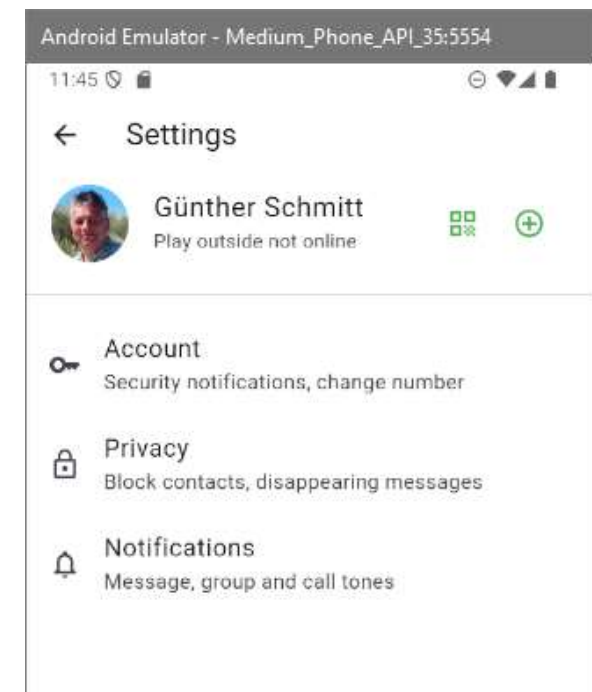 Android Emulator - Medium_Phone_API_35:5554
11:45
Settings
Günther Schmitt
Play outside not online
Account
Security notifications, change number
Privacy
Block contacts, disappearing messages
Notifications
Message, group and call tones